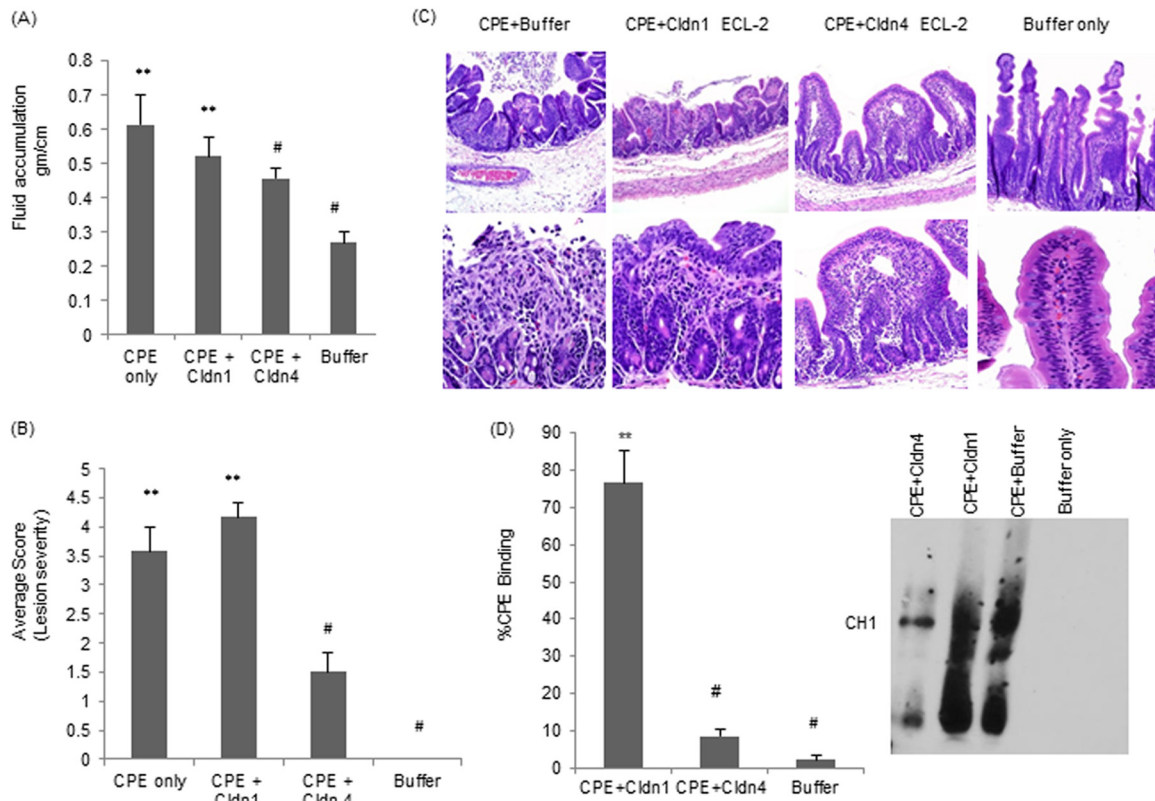 (A)
Fluid accumulation
gm/cm
0.8
0.7
0.6
0.5
0.4
0.3
0.2
0.1
0
**
**
#
#
CPE only
CPE + Cldn1
CPE + Cldn4
Buffer
(C)
CPE+Buffer
CPE+Cldn1 ECL-2
CPE+Cldn4 ECL-2
Buffer only
(B)
Average Score
(Lesion severity)
5
4.5
4
3.5
3
2.5
2
1.5
1
0.5
0
**
**
#
#
CPE only
CPE + Cldn1
CPE + Cldn 4
Buffer
(D)
%CPE Binding
90
80
70
60
50
40
30
20
10
0
**
#
#
CPE+Cldn1
CPE+Cldn4
Buffer
CPE+Cldn4
CPE+Cldn1
CPE+Buffer
Buffer only
CH1